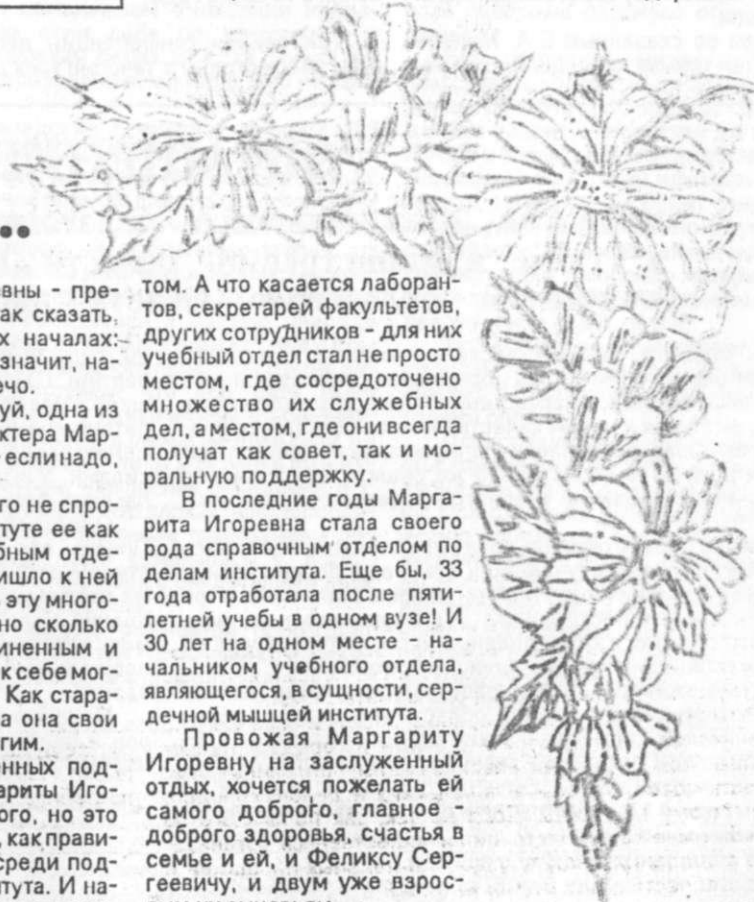 ..
евны - пре-
ак сказать,
х началах:
значит, на-
ечо.
уй, одна из
ктера Мар-
если надо,
го не спро-
туте ее как
бным отде-
ишло к ней
эту много-
но сколько
иненным и
к себе мог-
Как стара-
а она свои
гим.
енных под-
ариты Иго-
ого, но это
, как прави-
среди под-
тута. И на-
том. А что касается лаборан-
тов, секретарей факультетов,
других сотрудников - для них
учебный отдел стал не просто
местом, где сосредоточено
множество их служебных
дел, а местом, где они всегда
получат как совет, так и мо-
ральную поддержку.
В последние годы Марга-
рита Игоревна стала своего
рода справочным отделом по
делам института. Еще бы, 33
года отработала после пяти-
летней учебы в одном вузе! И
30 лет на одном месте - на-
чальником учебного отдела,
являющегося, в сущности, сер-
дечной мышцей института.
Провожая Маргариту
Игоревну на заслуженный
отдых, хочется пожелать ей
самого доброго, главное -
доброго здоровья, счастья в
семье и ей, и Феликсу Сер-
геевичу, и двум уже взрос-